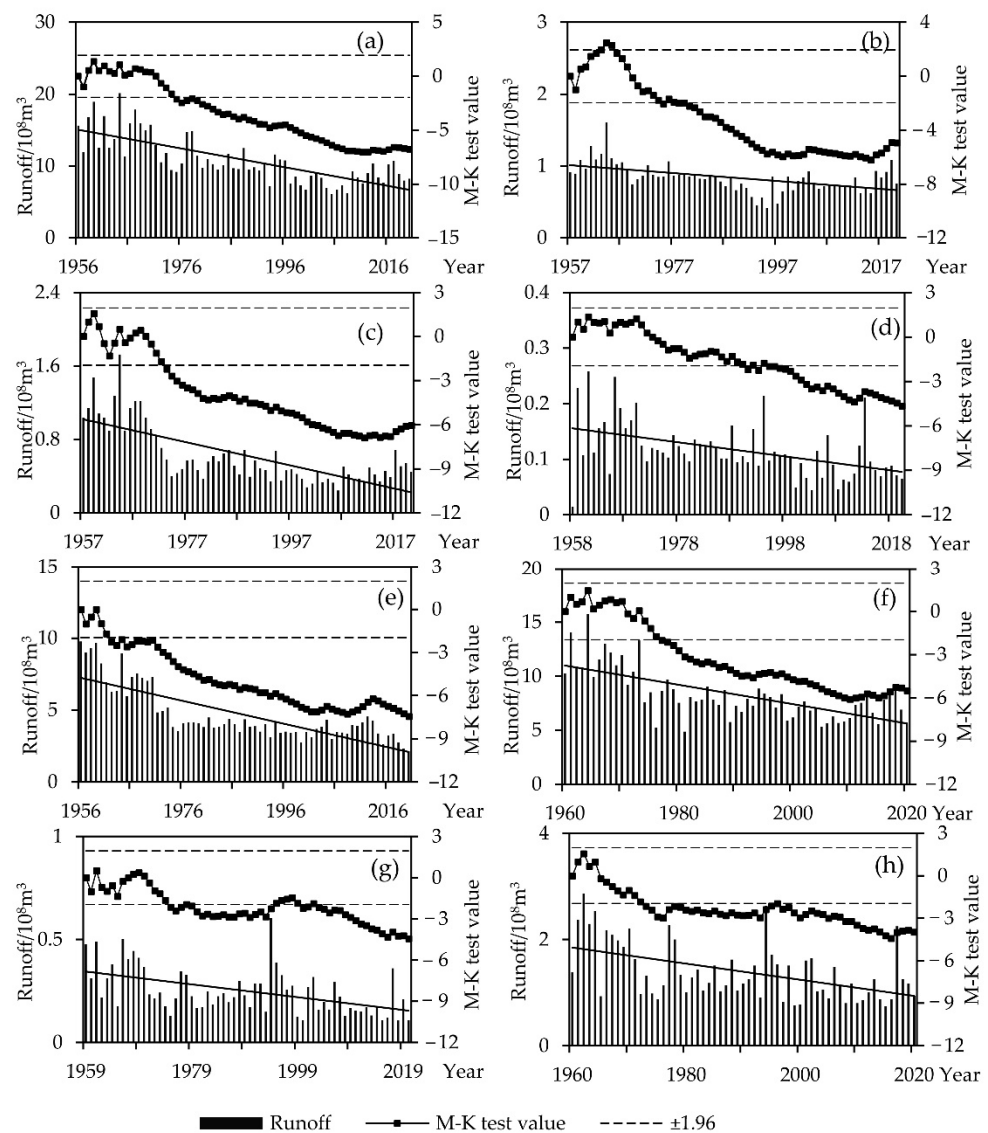 30 5
(a)
Runoff/10⁸m³
M-K test value
20 0
−5
10
−10
0 −15
1956 1976 1996 2016 Year
3 4
(b)
Runoff/10⁸m³
M-K test value
2 0
1 −4
−8
0 −12
1957 1977 1997 2017 Year
2.4 3
(c)
Runoff/10⁸m³
M-K test value
1.6 0
−3
0.8 −6
−9
0 −12
1957 1977 1997 2017 Year
0.4 3
(d)
Runoff/10⁸m³
M-K test value
0.3 0
0.2 −3
−6
0.1 −9
0 −12
1958 1978 1998 2018 Year
15 3
(e)
Runoff/10⁸m³
M-K test value
10 0
−3
5 −6
−9
0 −12
1956 1976 1996 2016 Year
20 3
(f)
Runoff/10⁸m³
M-K test value
15 0
10 −3
−6
5 −9
0 −12
1960 1980 2000 2020 Year
1 3
(g)
Runoff/10⁸m³
M-K test value
0
0.5 −3
−6
−9
0 −12
1959 1979 1999 2019 Year
4 3
(h)
Runoff/10⁸m³
M-K test value
0
2 −3
−6
−9
0 −12
1960 1980 2000 2020 Year
Runoff M-K test value ±1.96